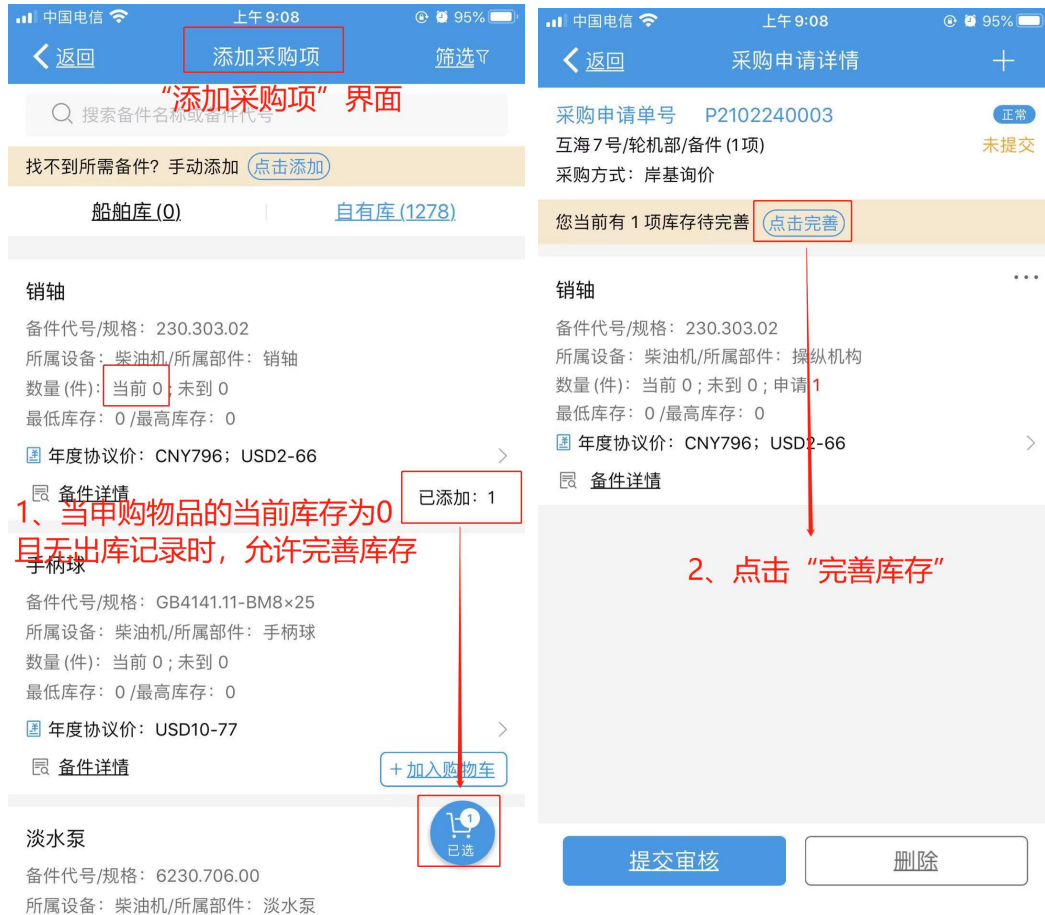 中国电信 上午9:08 95%
返回 添加采购项 筛选
“添加采购项”界面
搜索备件名称或备件代号
找不到所需备件？手动添加 点击添加
船舶库(0) 自有库(1278)
销轴
备件代号/规格：230.303.02
所属设备：柴油机/所属部件：销轴
数量(件)：当前 0 ; 未到 0
最低库存：0 /最高库存：0
年度协议价：CNY796；USD2-66
备件详情
已添加：1
1、当申购物品的当前库存为0
且无出库记录时，允许完善库存
手柄球
备件代号/规格：GB4141.11-BM8×25
所属设备：柴油机/所属部件：手柄球
数量(件)：当前 0 ; 未到 0
最低库存：0 /最高库存：0
年度协议价：USD10-77
备件详情
+ 加入购物车
1
已选
淡水泵
备件代号/规格：6230.706.00
所属设备：柴油机/所属部件：淡水泵
中国电信 上午9:08 95%
返回 采购申请详情 +
采购申请单号 P2102240003 正常
互海7号/轮机部/备件(1项) 未提交
采购方式：岸基询价
您当前有 1 项库存待完善 点击完善
销轴
备件代号/规格：230.303.02
所属设备：柴油机/所属部件：操纵机构
数量(件)：当前 0 ; 未到 0 ; 申请 1
最低库存：0 /最高库存：0
年度协议价：CNY796；USD2-66
备件详情
2、点击“完善库存”
提交审核 删除